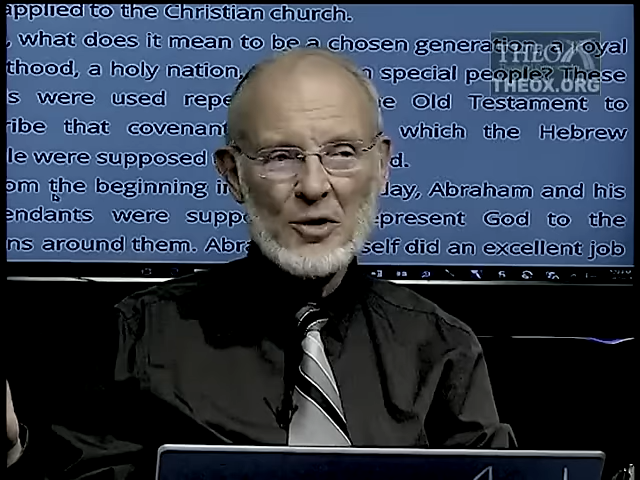 applied to the Christian church.
, what does it mean to be a chosen generation, a royal
thood, a holy nation, special people? These
s were used repe e Old Testament to
ribe that covenan which the Hebrew
le were supposed d.
om the beginning in day, Abraham and his
endants were suppo epresent God to the
ns around them. Abra self did an excellent job
THEOX
THEOX.ORG